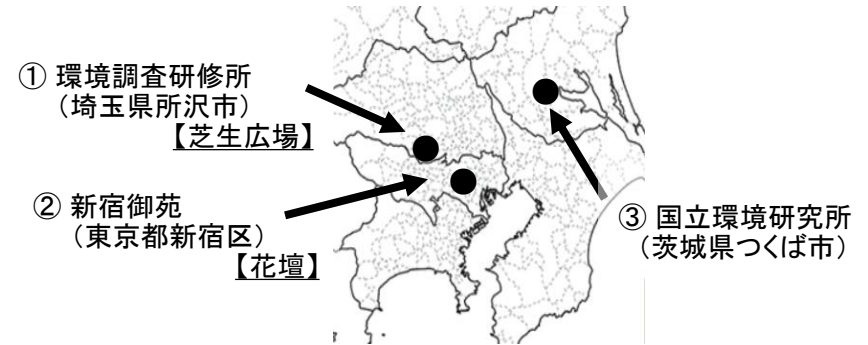 ① 環境調査研修所
（埼玉県所沢市）
【芝生広場】
② 新宿御苑
（東京都新宿区）
【花壇】
③ 国立環境研究所
（茨城県つくば市）